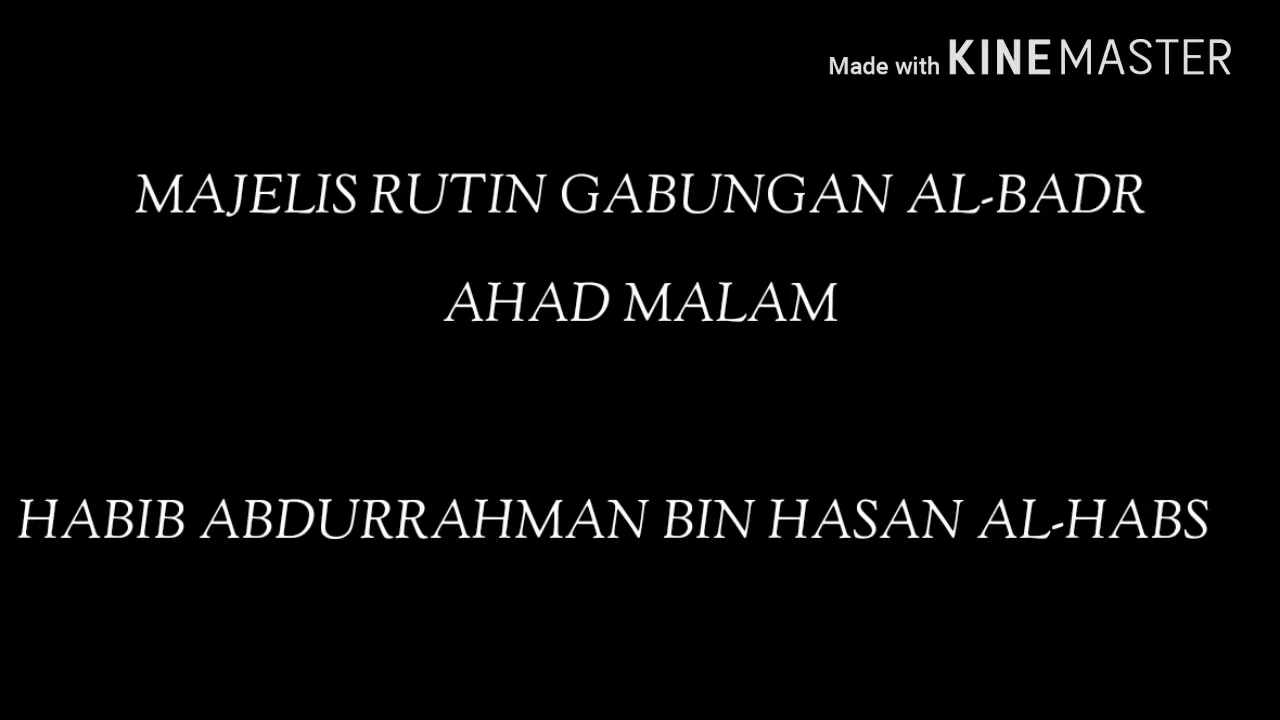 Made with KINEMASTER
MAJELIS RUTIN GABUNGAN AL-BADR
AHAD MALAM
HABIB ABDURRAHMAN BIN HASAN AL-HABS